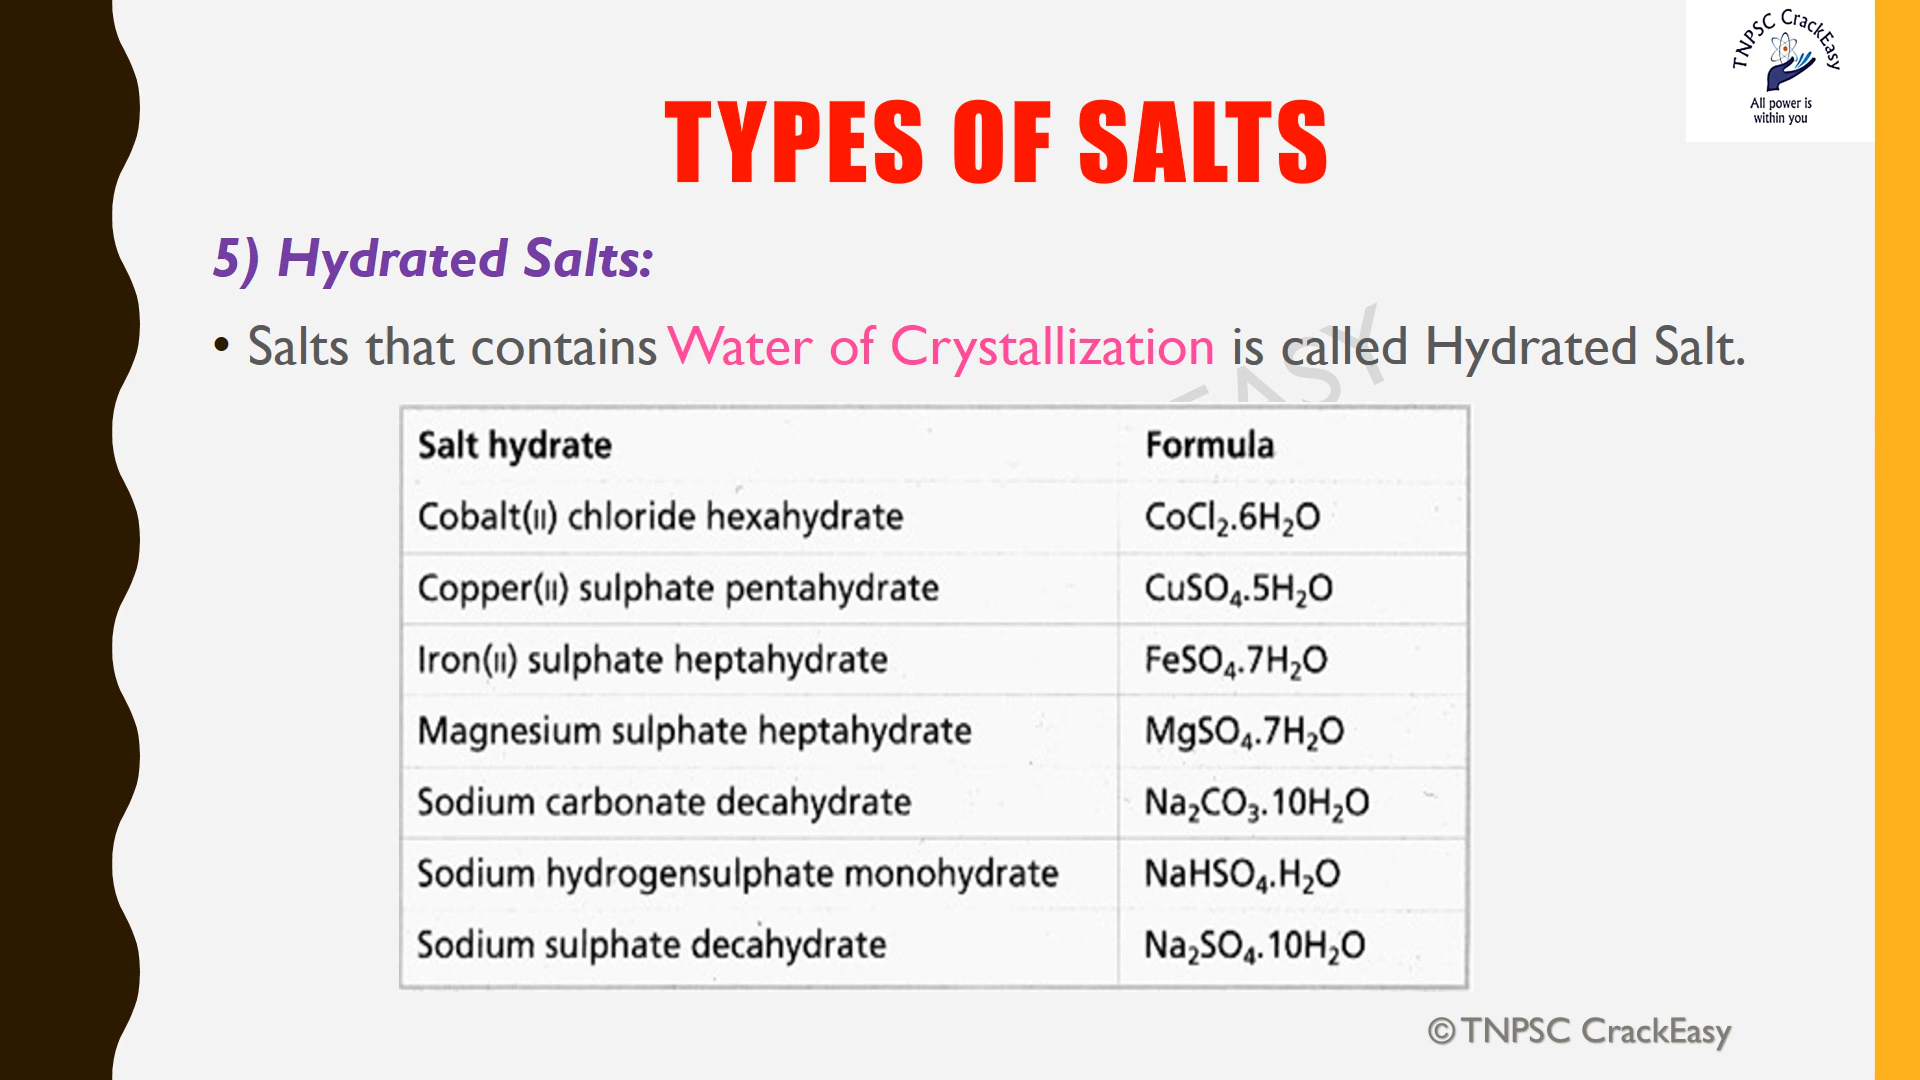 TNPSC CrackEasy
All power is
within you
TYPES OF SALTS
5) Hydrated Salts:
• Salts that contains Water of Crystallization is called Hydrated Salt.
EASY
Salt hydrate Formula
Cobalt(II) chloride hexahydrate CoCl₂.6H₂O
Copper(II) sulphate pentahydrate CuSO₄.5H₂O
Iron(II) sulphate heptahydrate FeSO₄.7H₂O
Magnesium sulphate heptahydrate MgSO₄.7H₂O
Sodium carbonate decahydrate Na₂CO₃.10H₂O
Sodium hydrogensulphate monohydrate NaHSO₄.H₂O
Sodium sulphate decahydrate Na₂SO₄.10H₂O
© TNPSC CrackEasy